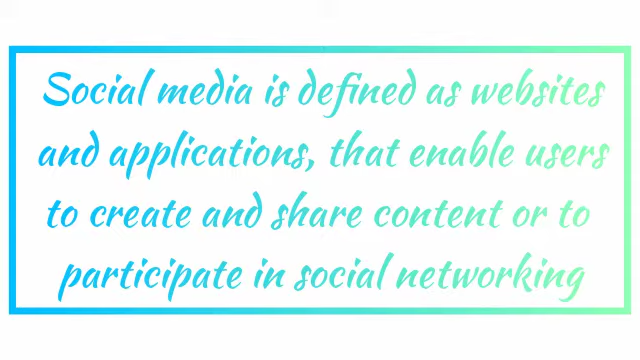 Social media is defined as websites
and applications, that enable users
to create and share content or to
participate in social networking